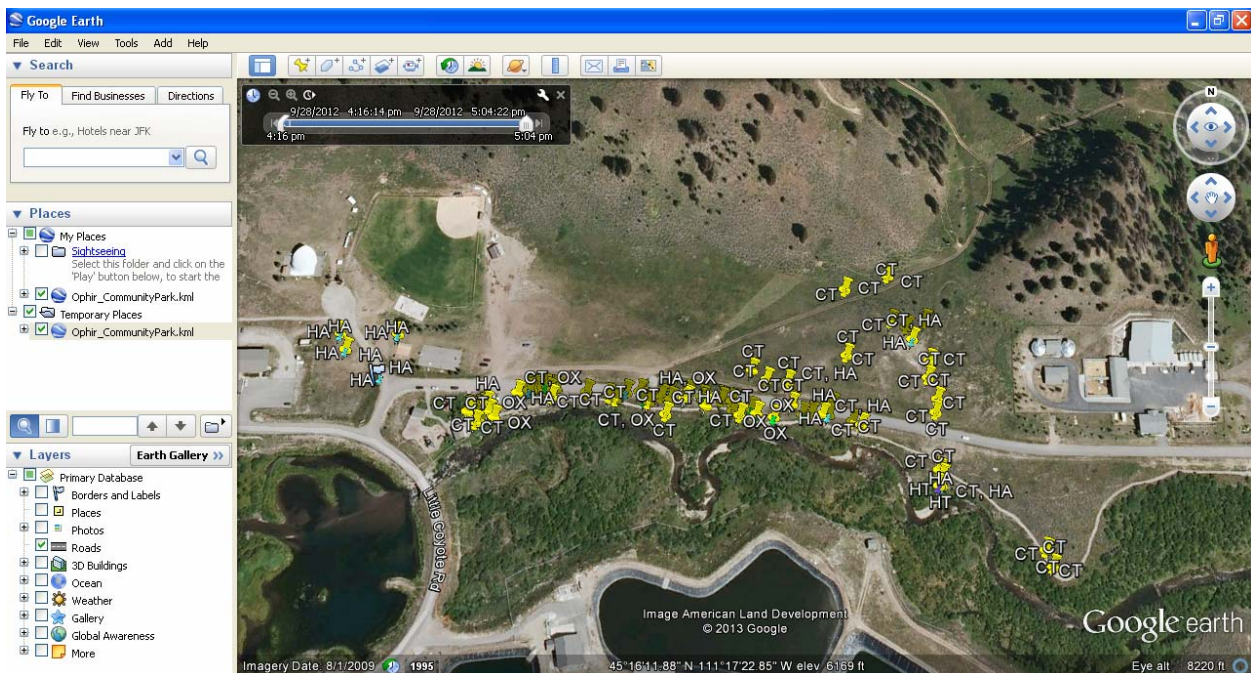 Google Earth
File Edit View Tools Add Help
Search
Fly To Find Businesses Directions
Fly to e.g., Hotels near JFK
Places
My Places
Sightseeing
Select this folder and click on the
'Play' button below, to start the
Ophir_CommunityPark.kml
Temporary Places
Ophir_CommunityPark.kml
Layers
Earth Gallery >>
Primary Database
Borders and Labels
Places
Photos
Roads
3D Buildings
Ocean
Weather
Gallery
Global Awareness
More
9/28/2012 4:16:14 pm 9/28/2012 5:04:22 pm
4:16 pm 5:04 pm
N
CT
CT CT CT
CT CT, HA
HA HA HA HA
HA HA CT
HA HA CT CT CT
CT CT CT CT, HA CT CT
HA CT, OX HA, OX
CT CT OX HA CT CT CT HA CT OX HA CT
CT CT OX CT, OX CT CT OX CT CT HA CT
OX CT CT
CT CT
HA
HT CT, HA
HT
CT CT
CT CT
Little Coyote Rd
Image American Land Development
© 2013 Google
Google earth
Imagery Date: 8/1/2009 1995 45°16'11.88" N 111°17'22.85" W elev 6169 ft Eye alt 8220 ft